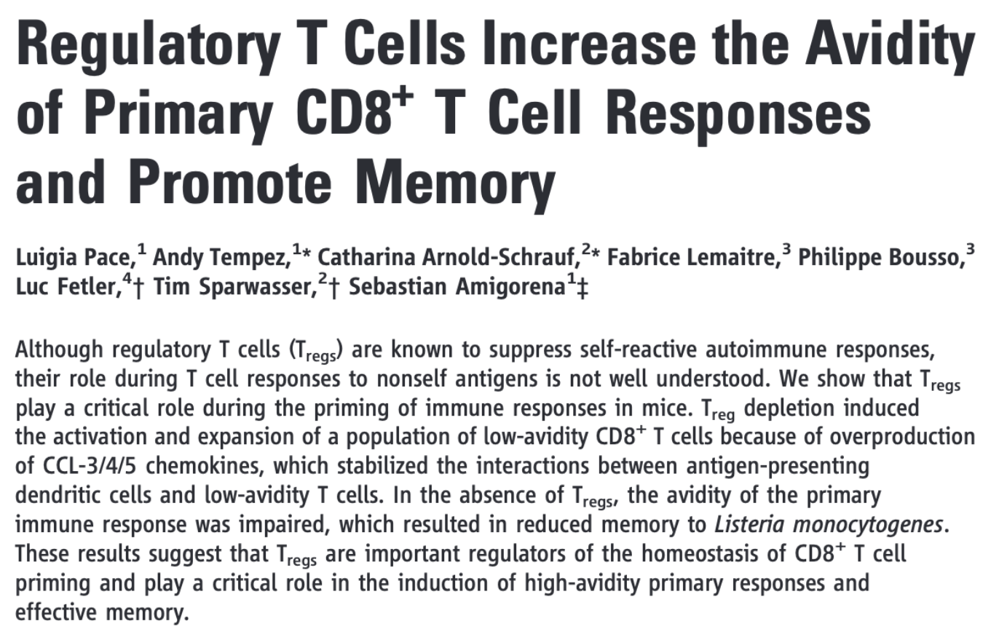 Regulatory T Cells Increase the Avidity
of Primary CD8⁺ T Cell Responses
and Promote Memory
Luigia Pace,¹ Andy Tempez,¹* Catharina Arnold-Schrauf,²* Fabrice Lemaitre,³ Philippe Bousso,³
Luc Fetler,⁴† Tim Sparwasser,²† Sebastian Amigorena¹‡
Although regulatory T cells (Tregs) are known to suppress self-reactive autoimmune responses,
their role during T cell responses to nonself antigens is not well understood. We show that Tregs
play a critical role during the priming of immune responses in mice. Treg depletion induced
the activation and expansion of a population of low-avidity CD8⁺ T cells because of overproduction
of CCL-3/4/5 chemokines, which stabilized the interactions between antigen-presenting
dendritic cells and low-avidity T cells. In the absence of Tregs, the avidity of the primary
immune response was impaired, which resulted in reduced memory to Listeria monocytogenes.
These results suggest that Tregs are important regulators of the homeostasis of CD8⁺ T cell
priming and play a critical role in the induction of high-avidity primary responses and
effective memory.